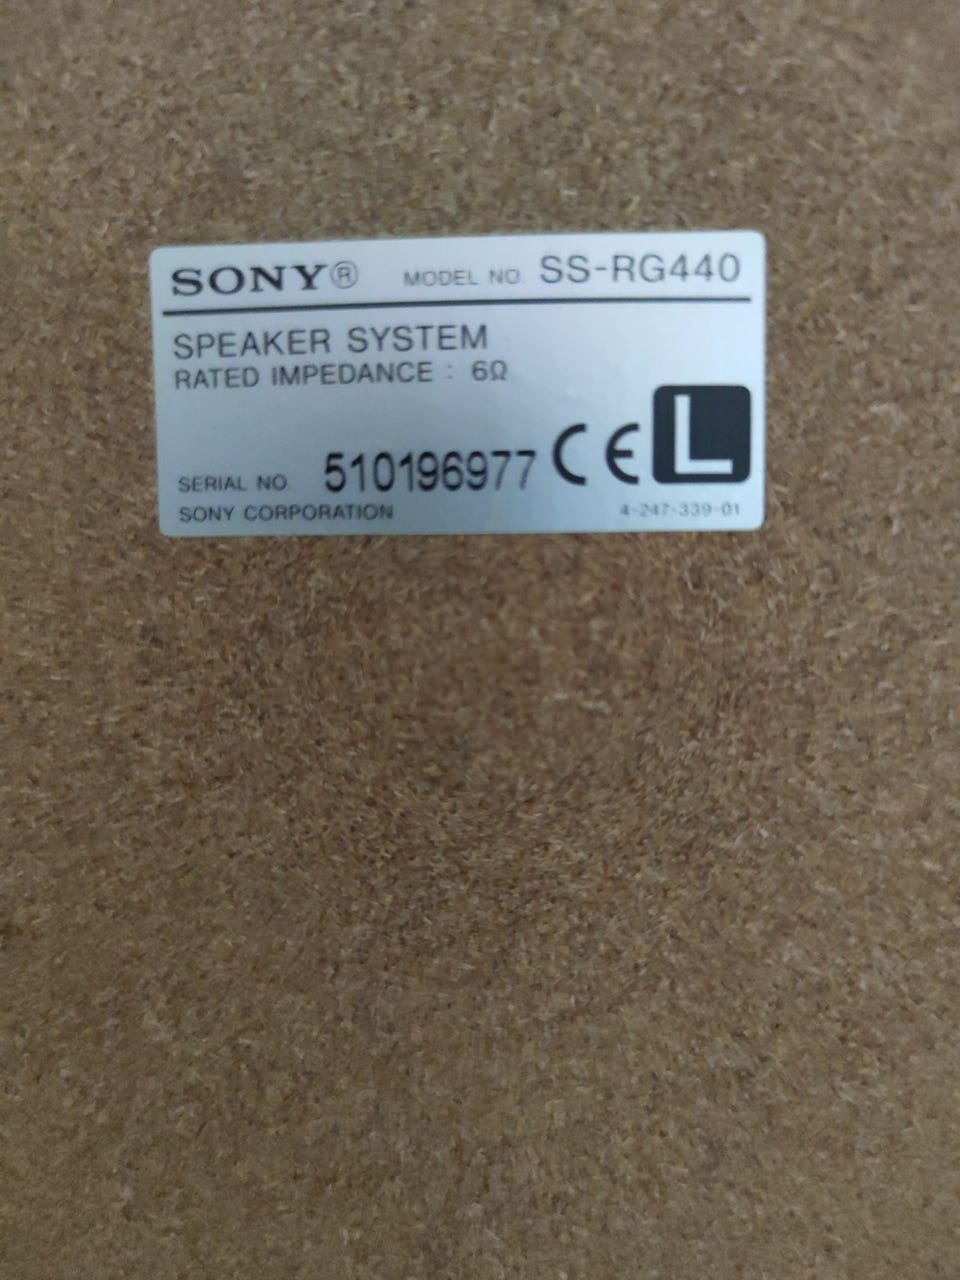 SONY® MODEL NO. SS-RG440
SPEAKER SYSTEM
RATED IMPEDANCE : 6Ω
SERIAL NO. 510196977 CE L
SONY CORPORATION 4-247-339-01